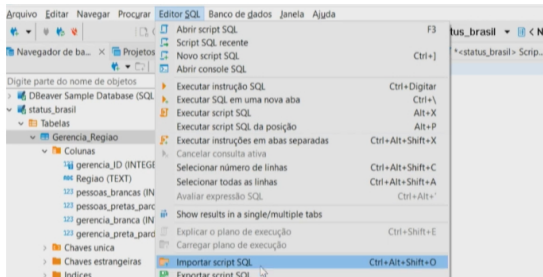 Arquivo Editar Navegar Procurar Editor SQL Banco de dados Janela Ajuda
Abrir script SQL F3
tus_brasil < N
Script SQL recente
Navegador de ba... × Projetos
Novo script SQL Ctrl+]
*<status_brasil> Scrip...
Abrir console SQL
Digite parte do nome de objetos
Executar instrução SQL Ctrl+Digitar
DBeaver Sample Database (SQL
Executar SQL em uma nova aba Ctrl+\
status_brasil
Executar script SQL Alt+X
Tabelas
Executar script SQL da posição Alt+P
Gerencia_Regiao
Executar instruções em abas separadas Ctrl+Alt+Shift+X
Colunas
Cancelar consulta ativa
123 gerencia_ID (INTEGE
Selecionar número de linhas Ctrl+Alt+Shift+C
Regiao (TEXT)
Selecionar todas as linhas Ctrl+Alt+Shift+A
123 pessoas_brancas (IN
Avaliar expressão SQL Ctrl+Alt+'
123 pessoas_pretas_parc
Show results in a single/multiple tabs
123 gerencia_branca (IN
Explicar o plano de execução Ctrl+Shift+E
123 gerencia_preta_pard
Carregar plano de execução
Chaves unica
Chaves estrangeiras
Importar script SQL Ctrl+Alt+Shift+O
Indices
Exportar script SQL